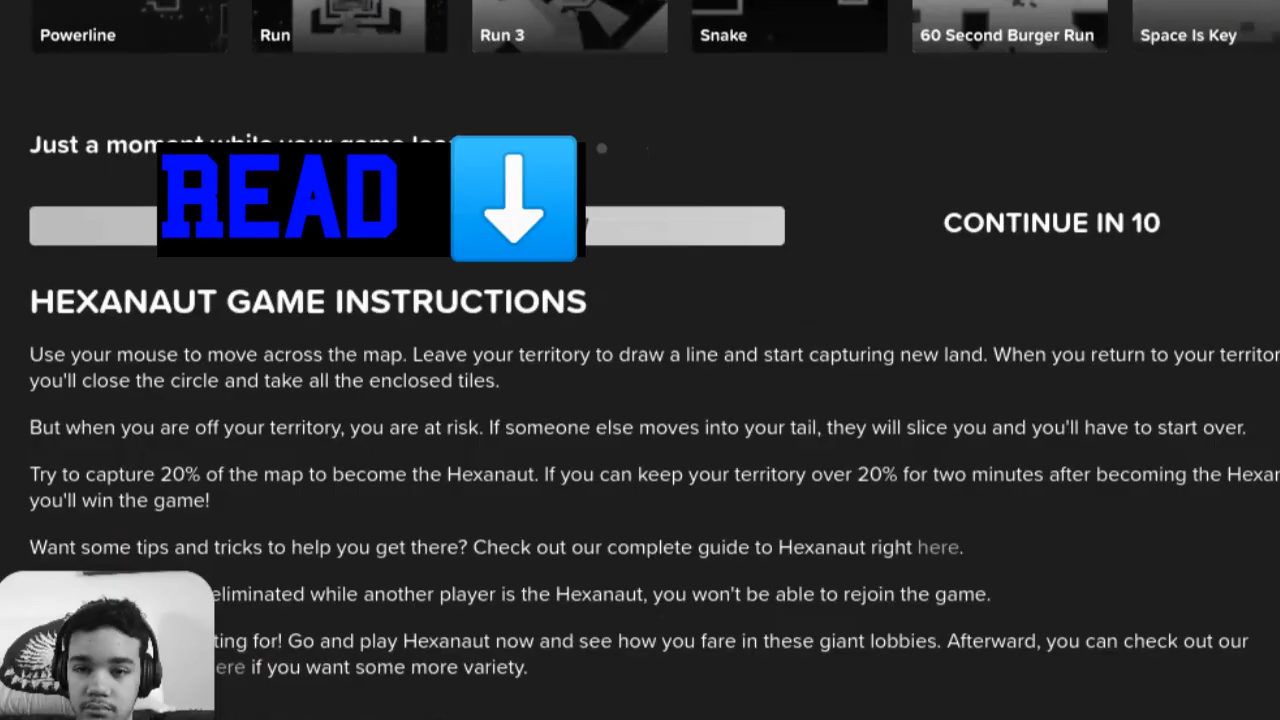 Powerline
Run
Run 3
Snake
60 Second Burger Run
Space Is Key
Just a moment while your game
READ
CONTINUE IN 10
HEXANAUT GAME INSTRUCTIONS
Use your mouse to move across the map. Leave your territory to draw a line and start capturing new land. When you return to your
you'll close the circle and take all the enclosed tiles.
But when you are off your territory, you are at risk. If someone else moves into your tail, they will slice you and you'll have to start over.
Try to capture 20% of the map to become the Hexanaut. If you can keep your territory over 20% for two minutes after becoming the
you'll win the game!
Want some tips and tricks to help you get there? Check out our complete guide to Hexanaut right here.
eliminated while another player is the Hexanaut, you won't be able to rejoin the game.
for! Go and play Hexanaut now and see how you fare in these giant lobbies. Afterward, you can check out our
if you want some more variety.